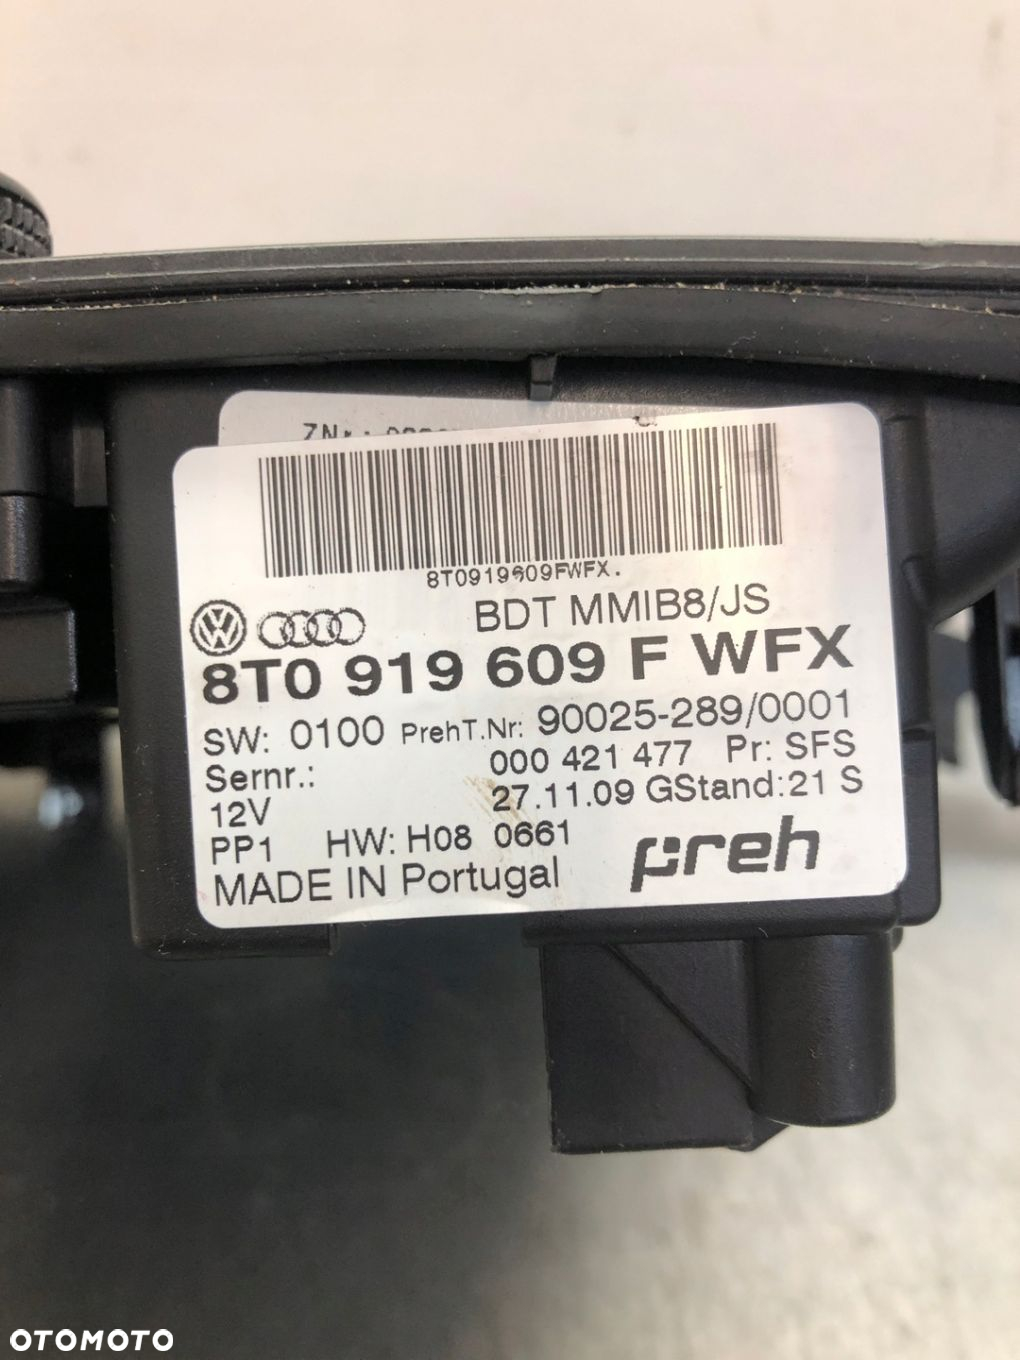 ZNr.:
8T0919609FWFX.
BDT MMIB8/JS
8T0 919 609 F WFX
SW: 0100 PrehT.Nr: 90025-289/0001
Sernr.: 000 421 477 Pr: SFS
12V 27.11.09 GStand:21 S
PP1 HW: H08 0661
MADE IN Portugal preh
OTOMOTO